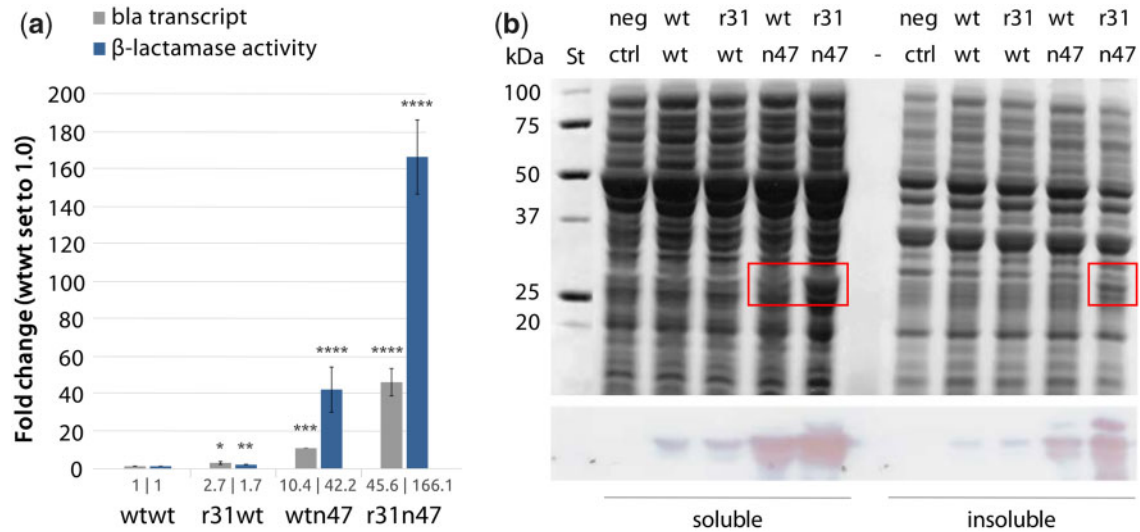 (a)
bla transcript
β-lactamase activity
Fold change (wtwt set to 1.0)
200
180
160
140
120
100
80
60
40
20
0
* ** *** **** **** ****
1 | 1 2.7 | 1.7 10.4 | 42.2 45.6 | 166.1
wtwt r31wt wtn47 r31n47
(b)
neg wt r31 wt r31 neg wt r31 wt r31
kDa St ctrl wt wt n47 n47 - ctrl wt wt n47 n47
100
75
50
37
25
20
soluble insoluble